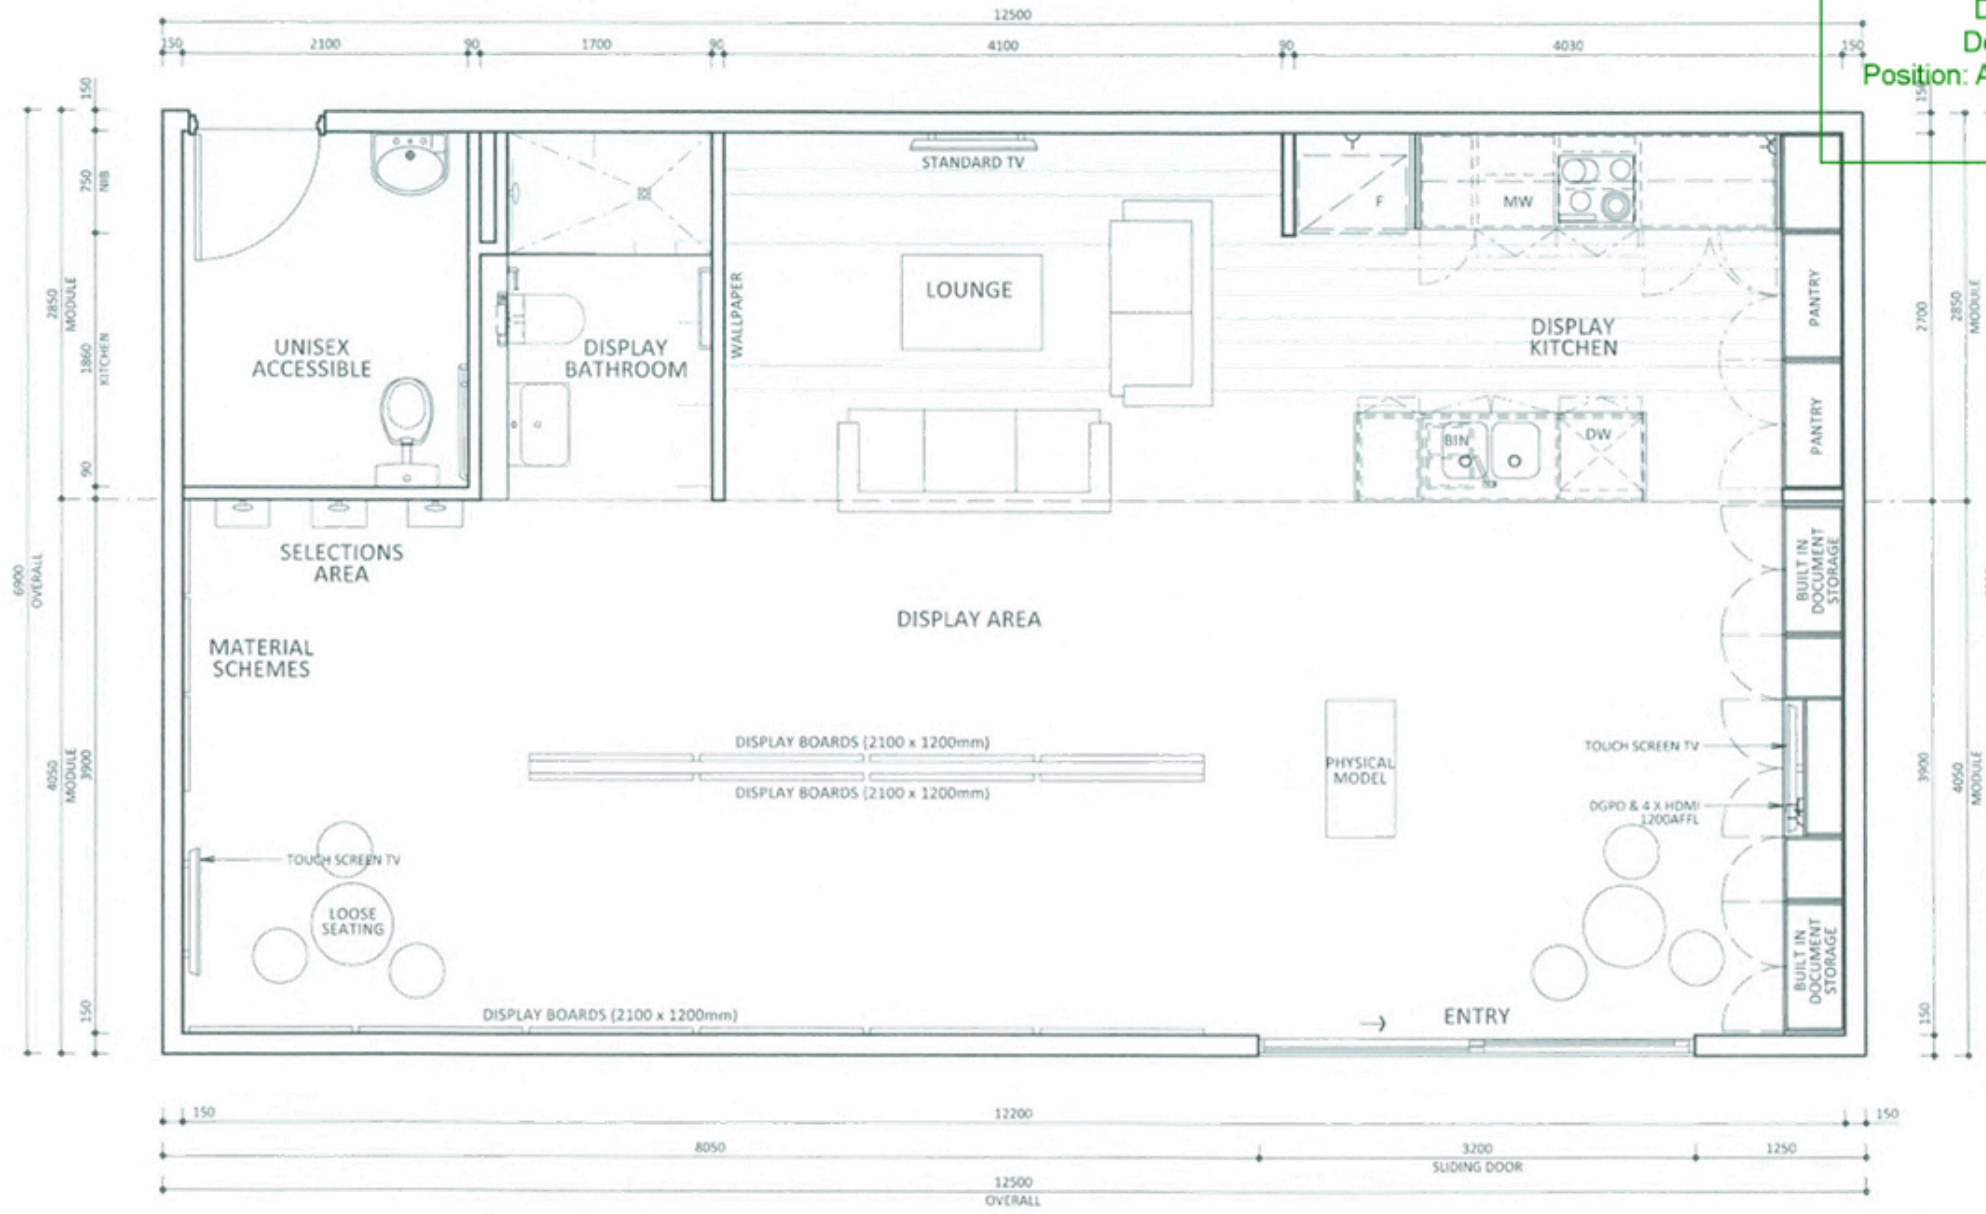 12500
150 2100 90 1700 90 4100 90 4030 150
Position: A
150
750
NIB
1860
KITCHEN
90
2850
MODULE
6900
OVERALL
4050
MODULE
3900
150
STANDARD TV
F
MW
LOUNGE
WALLPAPER
UNISEX
ACCESSIBLE
DISPLAY
BATHROOM
DISPLAY
KITCHEN
PANTRY
PANTRY
BIN
DW
SELECTIONS
AREA
MATERIAL
SCHEMES
DISPLAY AREA
BUILT IN
DOCUMENT
STORAGE
DISPLAY BOARDS (2100 x 1200mm)
DISPLAY BOARDS (2100 x 1200mm)
PHYSICAL
MODEL
TOUCH SCREEN TV
DGPO & 4 X HDMI
1200AFFL
TOUCH SCREEN TV
LOOSE
SEATING
BUILT IN
DOCUMENT
STORAGE
DISPLAY BOARDS (2100 x 1200mm)
ENTRY
150
2700
2850
MODULE
3900
4050
MODULE
150
150 12200 150
8050 3200 1250
SLIDING DOOR
12500
OVERALL